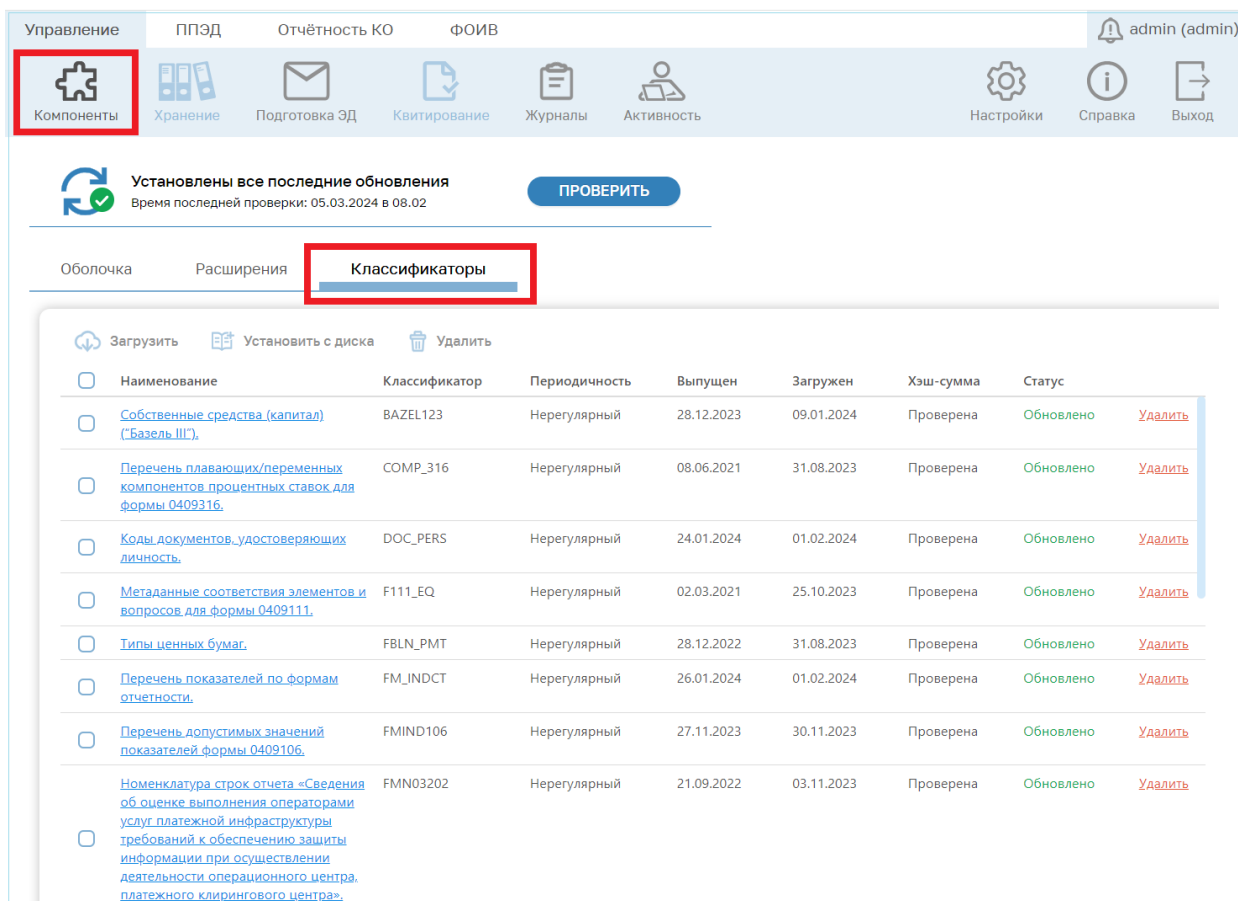 Управление ППЭД Отчётность КО ФОИВ admin (admin)
Компоненты Хранение Подготовка ЭД Квитирование Журналы Активность Настройки Справка Выход
Установлены все последние обновления
Время последней проверки: 05.03.2024 в 08.02
ПРОВЕРИТЬ
Оболочка Расширения Классификаторы
Загрузить Установить с диска Удалить
Наименование Классификатор Периодичность Выпущен Загружен Хэш-сумма Статус
Собственные средства (капитал) BAZEL123 Нерегулярный 28.12.2023 09.01.2024 Проверена Обновлено Удалить
("Базель III").
Перечень плавающих/переменных COMP_316 Нерегулярный 08.06.2021 31.08.2023 Проверена Обновлено Удалить
компонентов процентных ставок для
формы 0409316.
Коды документов, удостоверяющих DOC_PERS Нерегулярный 24.01.2024 01.02.2024 Проверена Обновлено Удалить
личность.
Метаданные соответствия элементов и F111_EQ Нерегулярный 02.03.2021 25.10.2023 Проверена Обновлено Удалить
вопросов для формы 0409111.
Типы ценных бумаг. FBLN_PMT Нерегулярный 28.12.2022 31.08.2023 Проверена Обновлено Удалить
Перечень показателей по формам FM_INDCT Нерегулярный 26.01.2024 01.02.2024 Проверена Обновлено Удалить
отчетности.
Перечень допустимых значений FMIND106 Нерегулярный 27.11.2023 30.11.2023 Проверена Обновлено Удалить
показателей формы 0409106.
Номенклатура строк отчета «Сведения FMN03202 Нерегулярный 21.09.2022 03.11.2023 Проверена Обновлено Удалить
об оценке выполнения операторами
услуг платежной инфраструктуры
требований к обеспечению защиты
информации при осуществлении
деятельности операционного центра,
платежного клирингового центра».